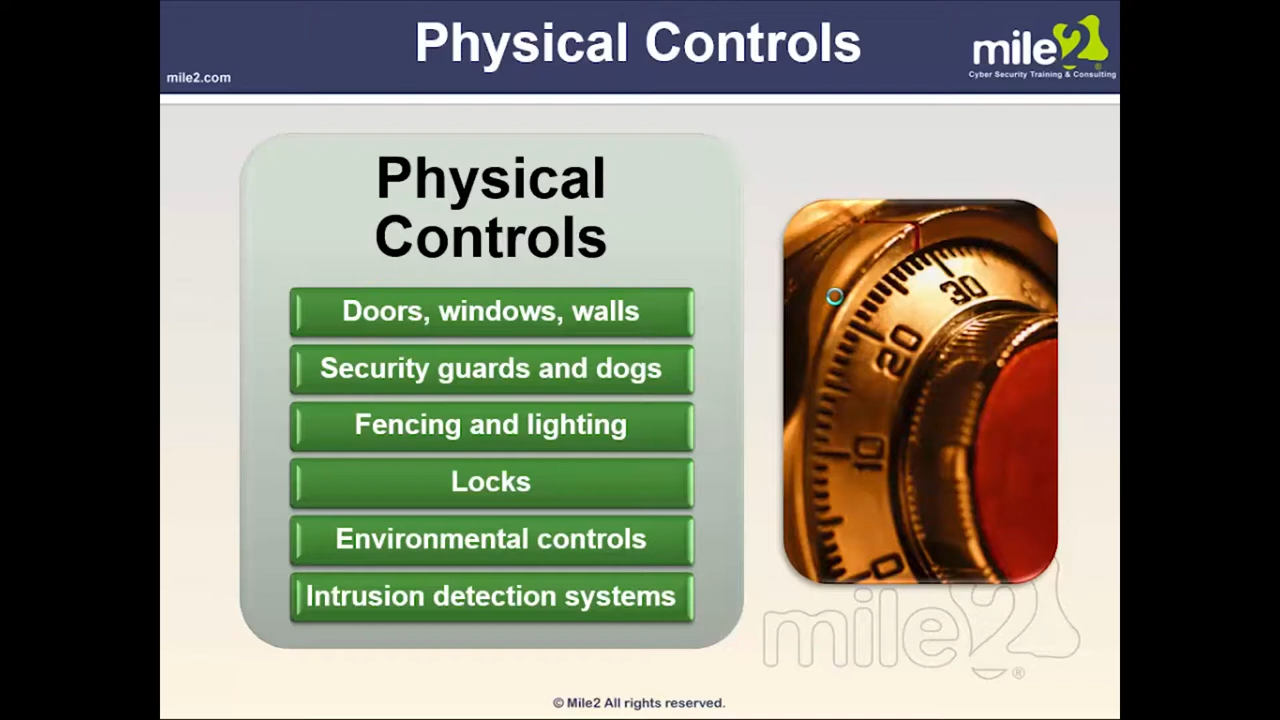 Physical Controls
mile2
Cyber Security Training & Consulting
mile2.com
Physical
Controls
Doors, windows, walls
Security guards and dogs
Fencing and lighting
Locks
Environmental controls
Intrusion detection systems
30
20
10
0
mile2®
© Mile2 All rights reserved.